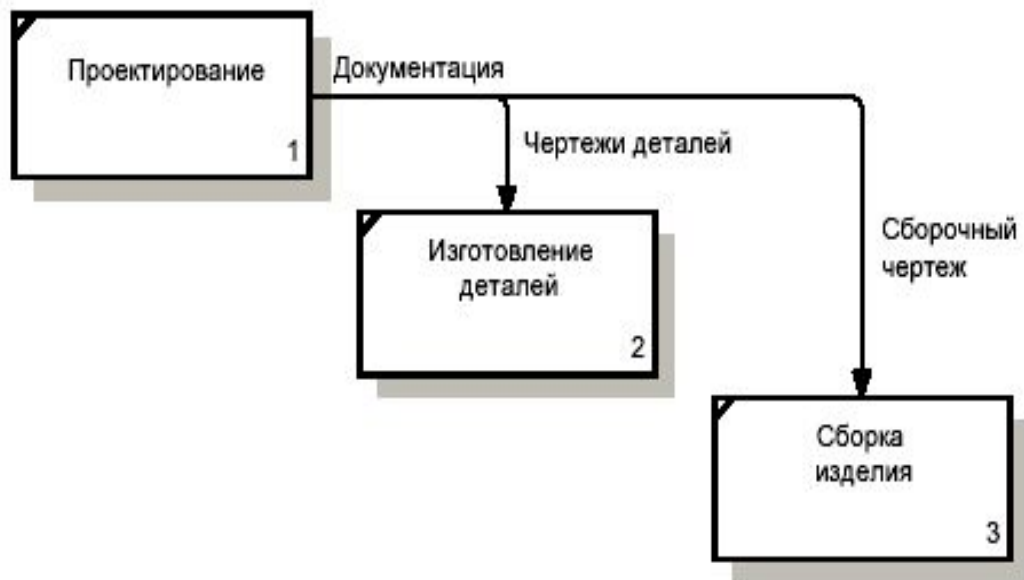 Проектирование
1
Документация
Чертежи деталей
Изготовление
деталей
2
Сборочный
чертеж
Сборка
изделия
3